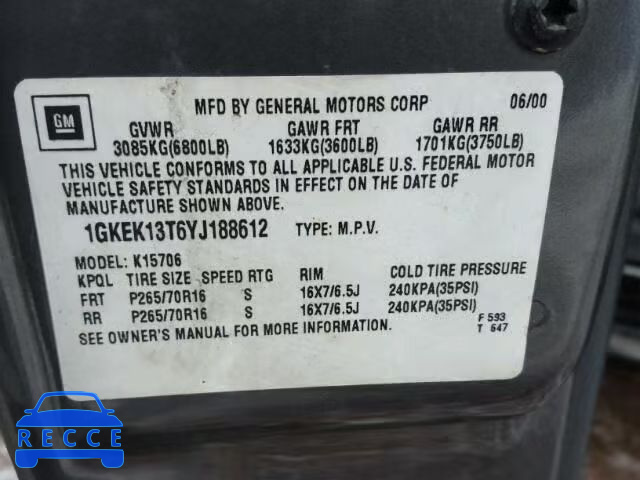 GM
MFD BY GENERAL MOTORS CORP 06/00
GVWR GAWR FRT GAWR RR
3085KG(6800LB) 1633KG(3600LB) 1701KG(3750LB)
THIS VEHICLE CONFORMS TO ALL APPLICABLE U.S. FEDERAL MOTOR
VEHICLE SAFETY STANDARDS IN EFFECT ON THE DATE OF
MANUFACTURE SHOWN ABOVE.
1GKEK13T6YJ188612 TYPE: M.P.V.
MODEL: K15706
KPQL TIRE SIZE SPEED RTG RIM COLD TIRE PRESSURE
FRT P265/70R16 S 16X7/6.5J 240KPA(35PSI)
RR P265/70R16 S 16X7/6.5J 240KPA(35PSI)
SEE OWNER'S MANUAL FOR MORE INFORMATION.
F 593
T 647
RECCE